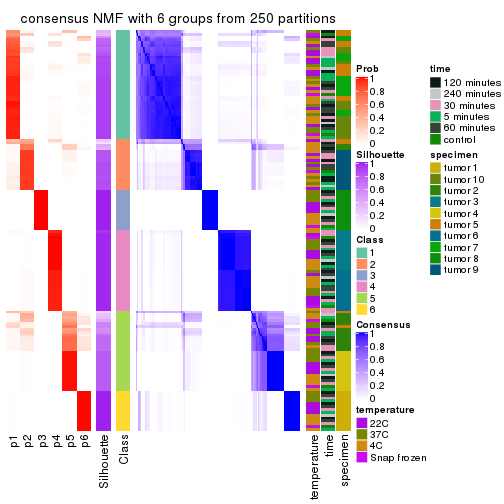 consensus NMF with 6 groups from 250 partitions
Prob
1
0.8
0.6
0.4
0.2
0
Silhouette
1
0.8
0.6
0.4
0.2
0
Class
1
2
3
4
5
6
Consensus
1
0.8
0.6
0.4
0.2
0
temperature
22C
37C
4C
Snap frozen
time
120 minutes
240 minutes
30 minutes
5 minutes
60 minutes
control
specimen
tumor 1
tumor 10
tumor 2
tumor 3
tumor 4
tumor 5
tumor 6
tumor 7
tumor 8
tumor 9
p1
p2
p3
p4
p5
p6
Silhouette
Class
temperature
time
specimen